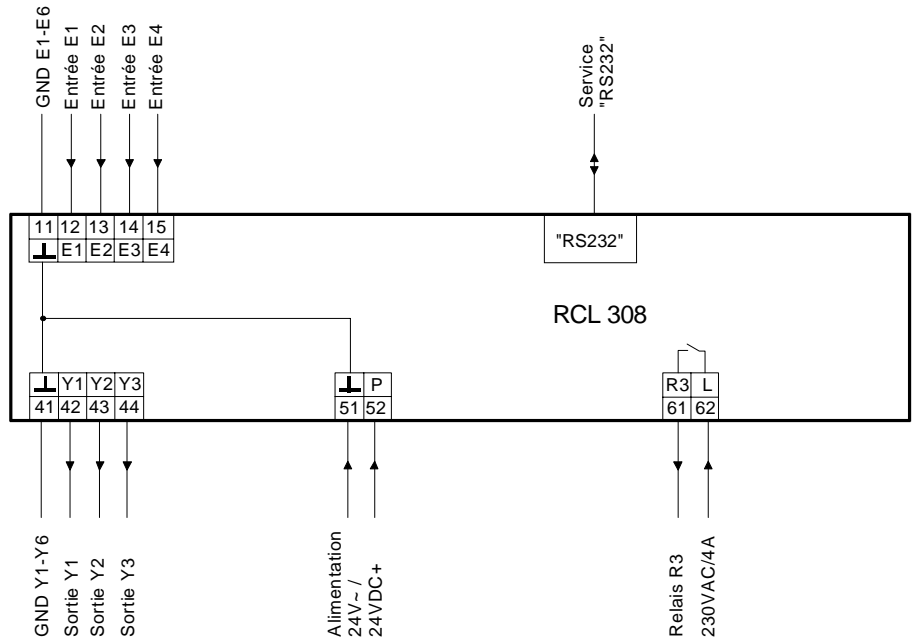 GND E1-E6
Entrée E1
Entrée E2
Entrée E3
Entrée E4
Service
"RS232"
11 12 13 14 15
E1 E2 E3 E4
"RS232"
RCL 308
Y1 Y2 Y3
41 42 43 44
P
51 52
R3 L
61 62
GND Y1-Y6
Sortie Y1
Sortie Y2
Sortie Y3
Alimentation
24V~ /
24VDC+
Relais R3
230VAC/4A